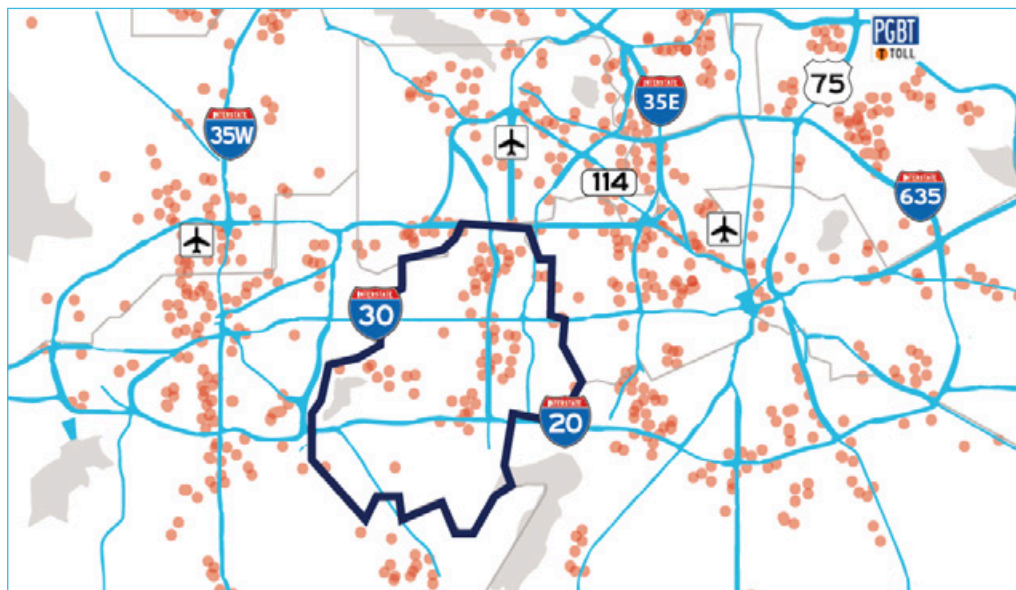 PGBT
T TOLL
75
INTERSTATE
35E
INTERSTATE
35W
114
INTERSTATE
635
INTERSTATE
30
INTERSTATE
20